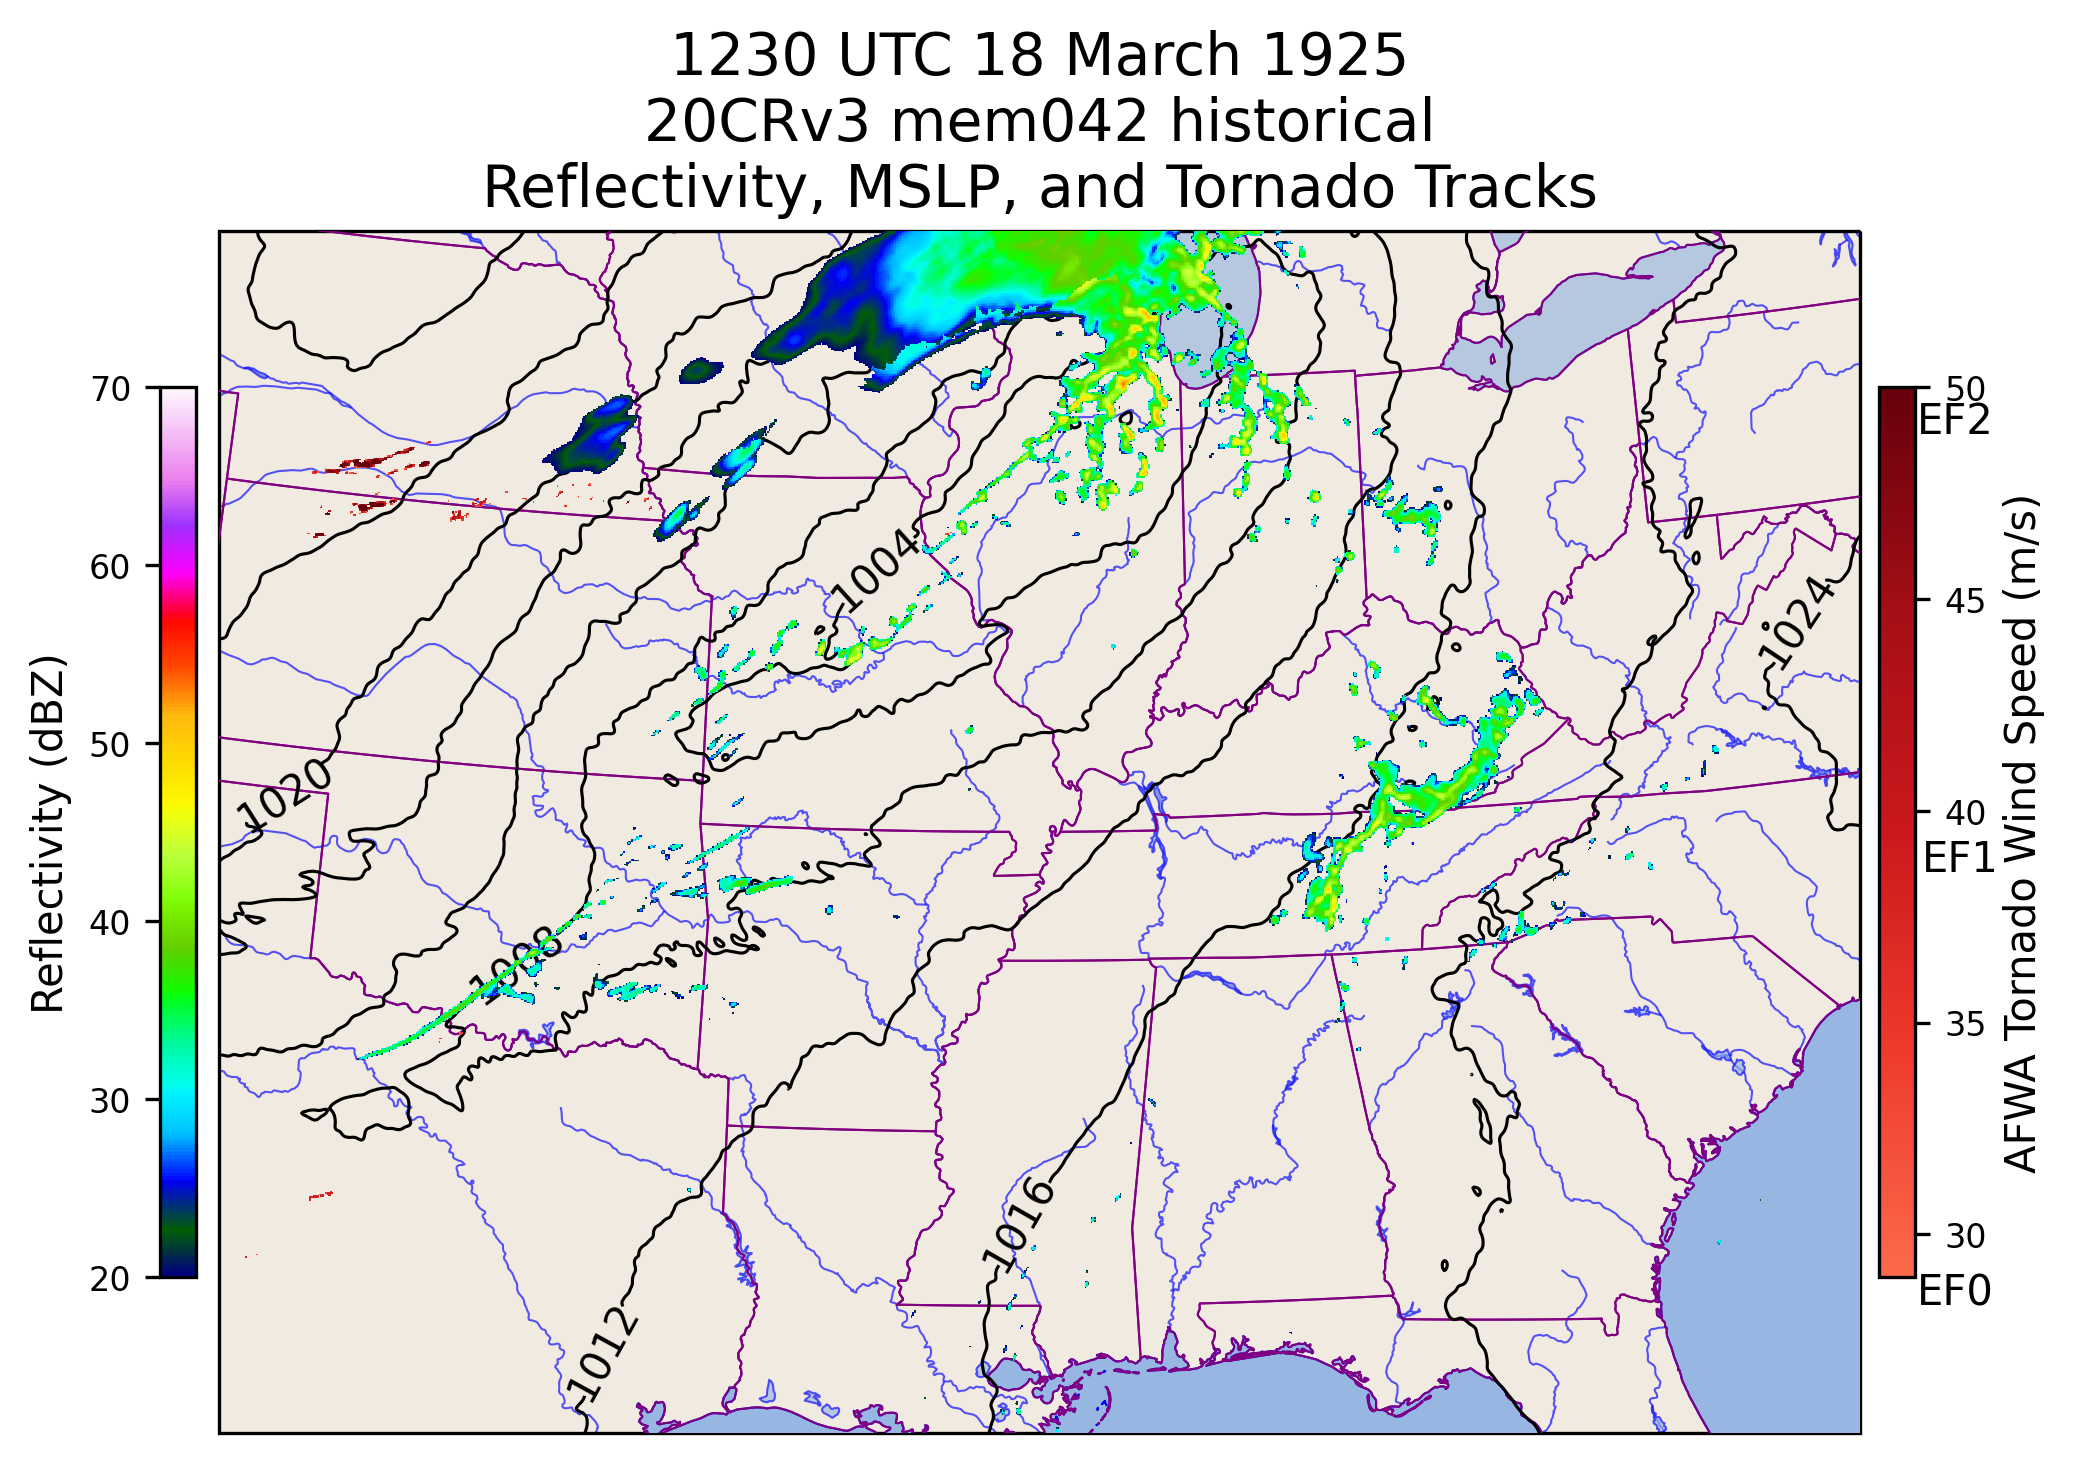 1230 UTC 18 March 1925
20CRv3 mem042 historical
Reflectivity, MSLP, and Tornado Tracks
Reflectivity (dBZ)
70
60
50
40
30
20
1004
1020
1008
1012
1016
1024
50
EF2
45
40
EF1
35
30
EF0
AFWA Tornado Wind Speed (m/s)